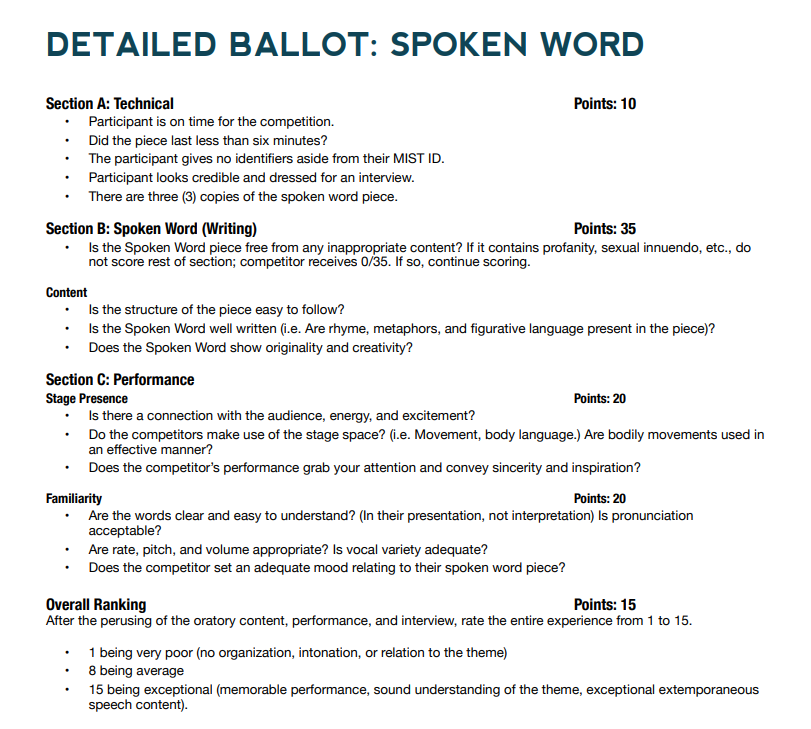 DETAILED BALLOT: SPOKEN WORD
Section A: Technical Points: 10
• Participant is on time for the competition.
• Did the piece last less than six minutes?
• The participant gives no identifiers aside from their MIST ID.
• Participant looks credible and dressed for an interview.
• There are three (3) copies of the spoken word piece.
Section B: Spoken Word (Writing) Points: 35
• Is the Spoken Word piece free from any inappropriate content? If it contains profanity, sexual innuendo, etc., do
not score rest of section; competitor receives 0/35. If so, continue scoring.
Content
• Is the structure of the piece easy to follow?
• Is the Spoken Word well written (i.e. Are rhyme, metaphors, and figurative language present in the piece)?
• Does the Spoken Word show originality and creativity?
Section C: Performance
Stage Presence Points: 20
• Is there a connection with the audience, energy, and excitement?
• Do the competitors make use of the stage space? (i.e. Movement, body language.) Are bodily movements used in
an effective manner?
• Does the competitor's performance grab your attention and convey sincerity and inspiration?
Familiarity Points: 20
• Are the words clear and easy to understand? (In their presentation, not interpretation) Is pronunciation
acceptable?
• Are rate, pitch, and volume appropriate? Is vocal variety adequate?
• Does the competitor set an adequate mood relating to their spoken word piece?
Overall Ranking Points: 15
After the perusing of the oratory content, performance, and interview, rate the entire experience from 1 to 15.
• 1 being very poor (no organization, intonation, or relation to the theme)
• 8 being average
• 15 being exceptional (memorable performance, sound understanding of the theme, exceptional extemporaneous
speech content).